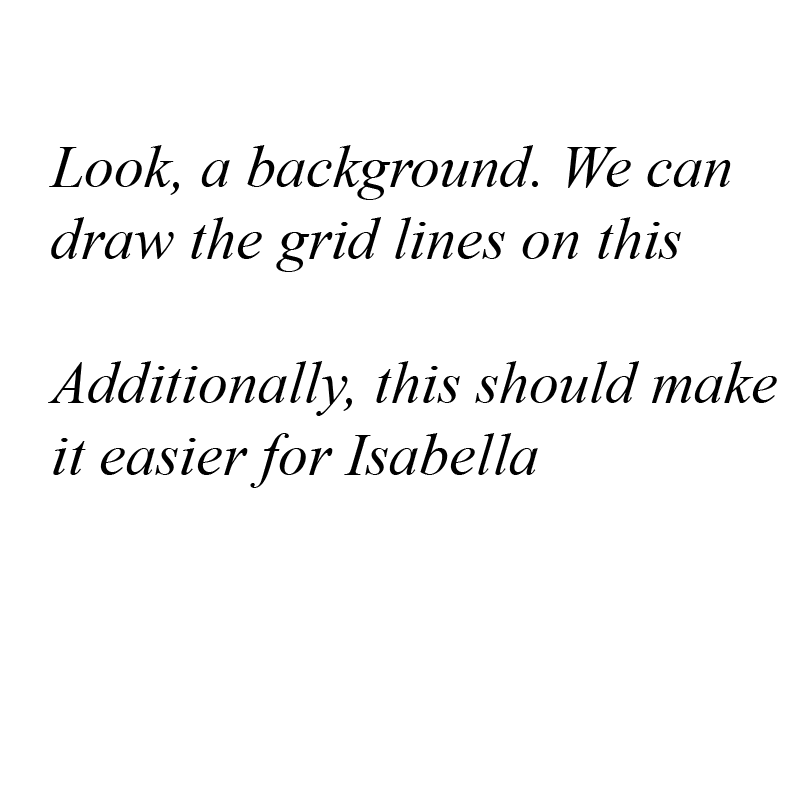 Look, a background. We can
draw the grid lines on this
Additionally, this should make
it easier for Isabella